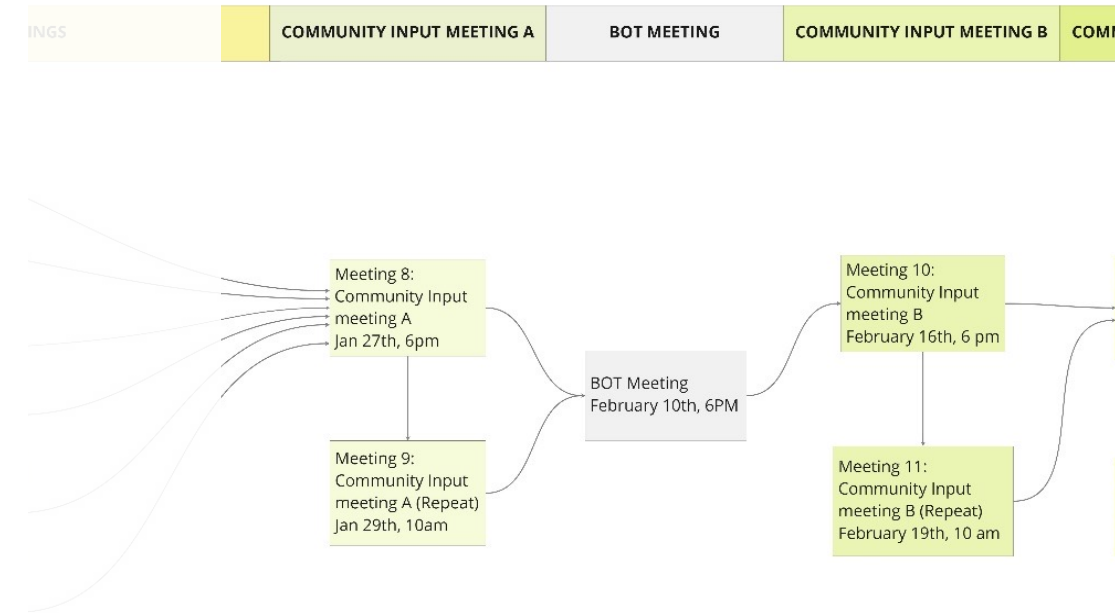 INGS
COMMUNITY INPUT MEETING A
BOT MEETING
COMMUNITY INPUT MEETING B
Meeting 8:
Community Input
meeting A
Jan 27th, 6pm
Meeting 9:
Community Input
meeting A (Repeat)
Jan 29th, 10am
BOT Meeting
February 10th, 6PM
Meeting 10:
Community Input
meeting B
February 16th, 6 pm
Meeting 11:
Community Input
meeting B (Repeat)
February 19th, 10 am